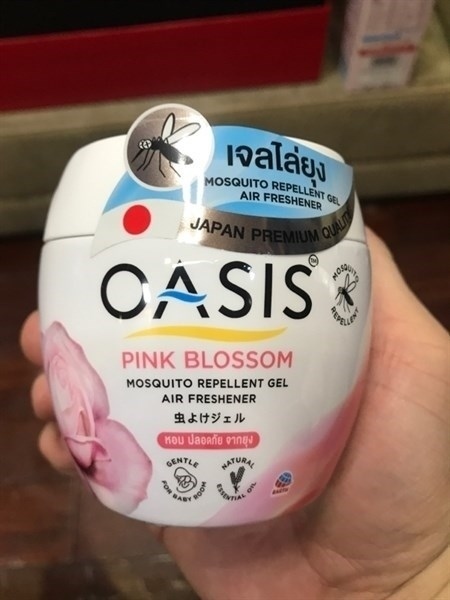 เจลไล่ยุง
MOSQUITO REPELLENT GEL
AIR FRESHENER
JAPAN PREMIUM QUALITY
OASIS™
MOSQUITO REPELLENT
PINK BLOSSOM
MOSQUITO REPELLENT GEL
AIR FRESHENER
虫よけジェル
หอม ปลอดภัย จากยุง
GENTLE FOR BABY ROOM
NATURAL ESSENTIAL OIL